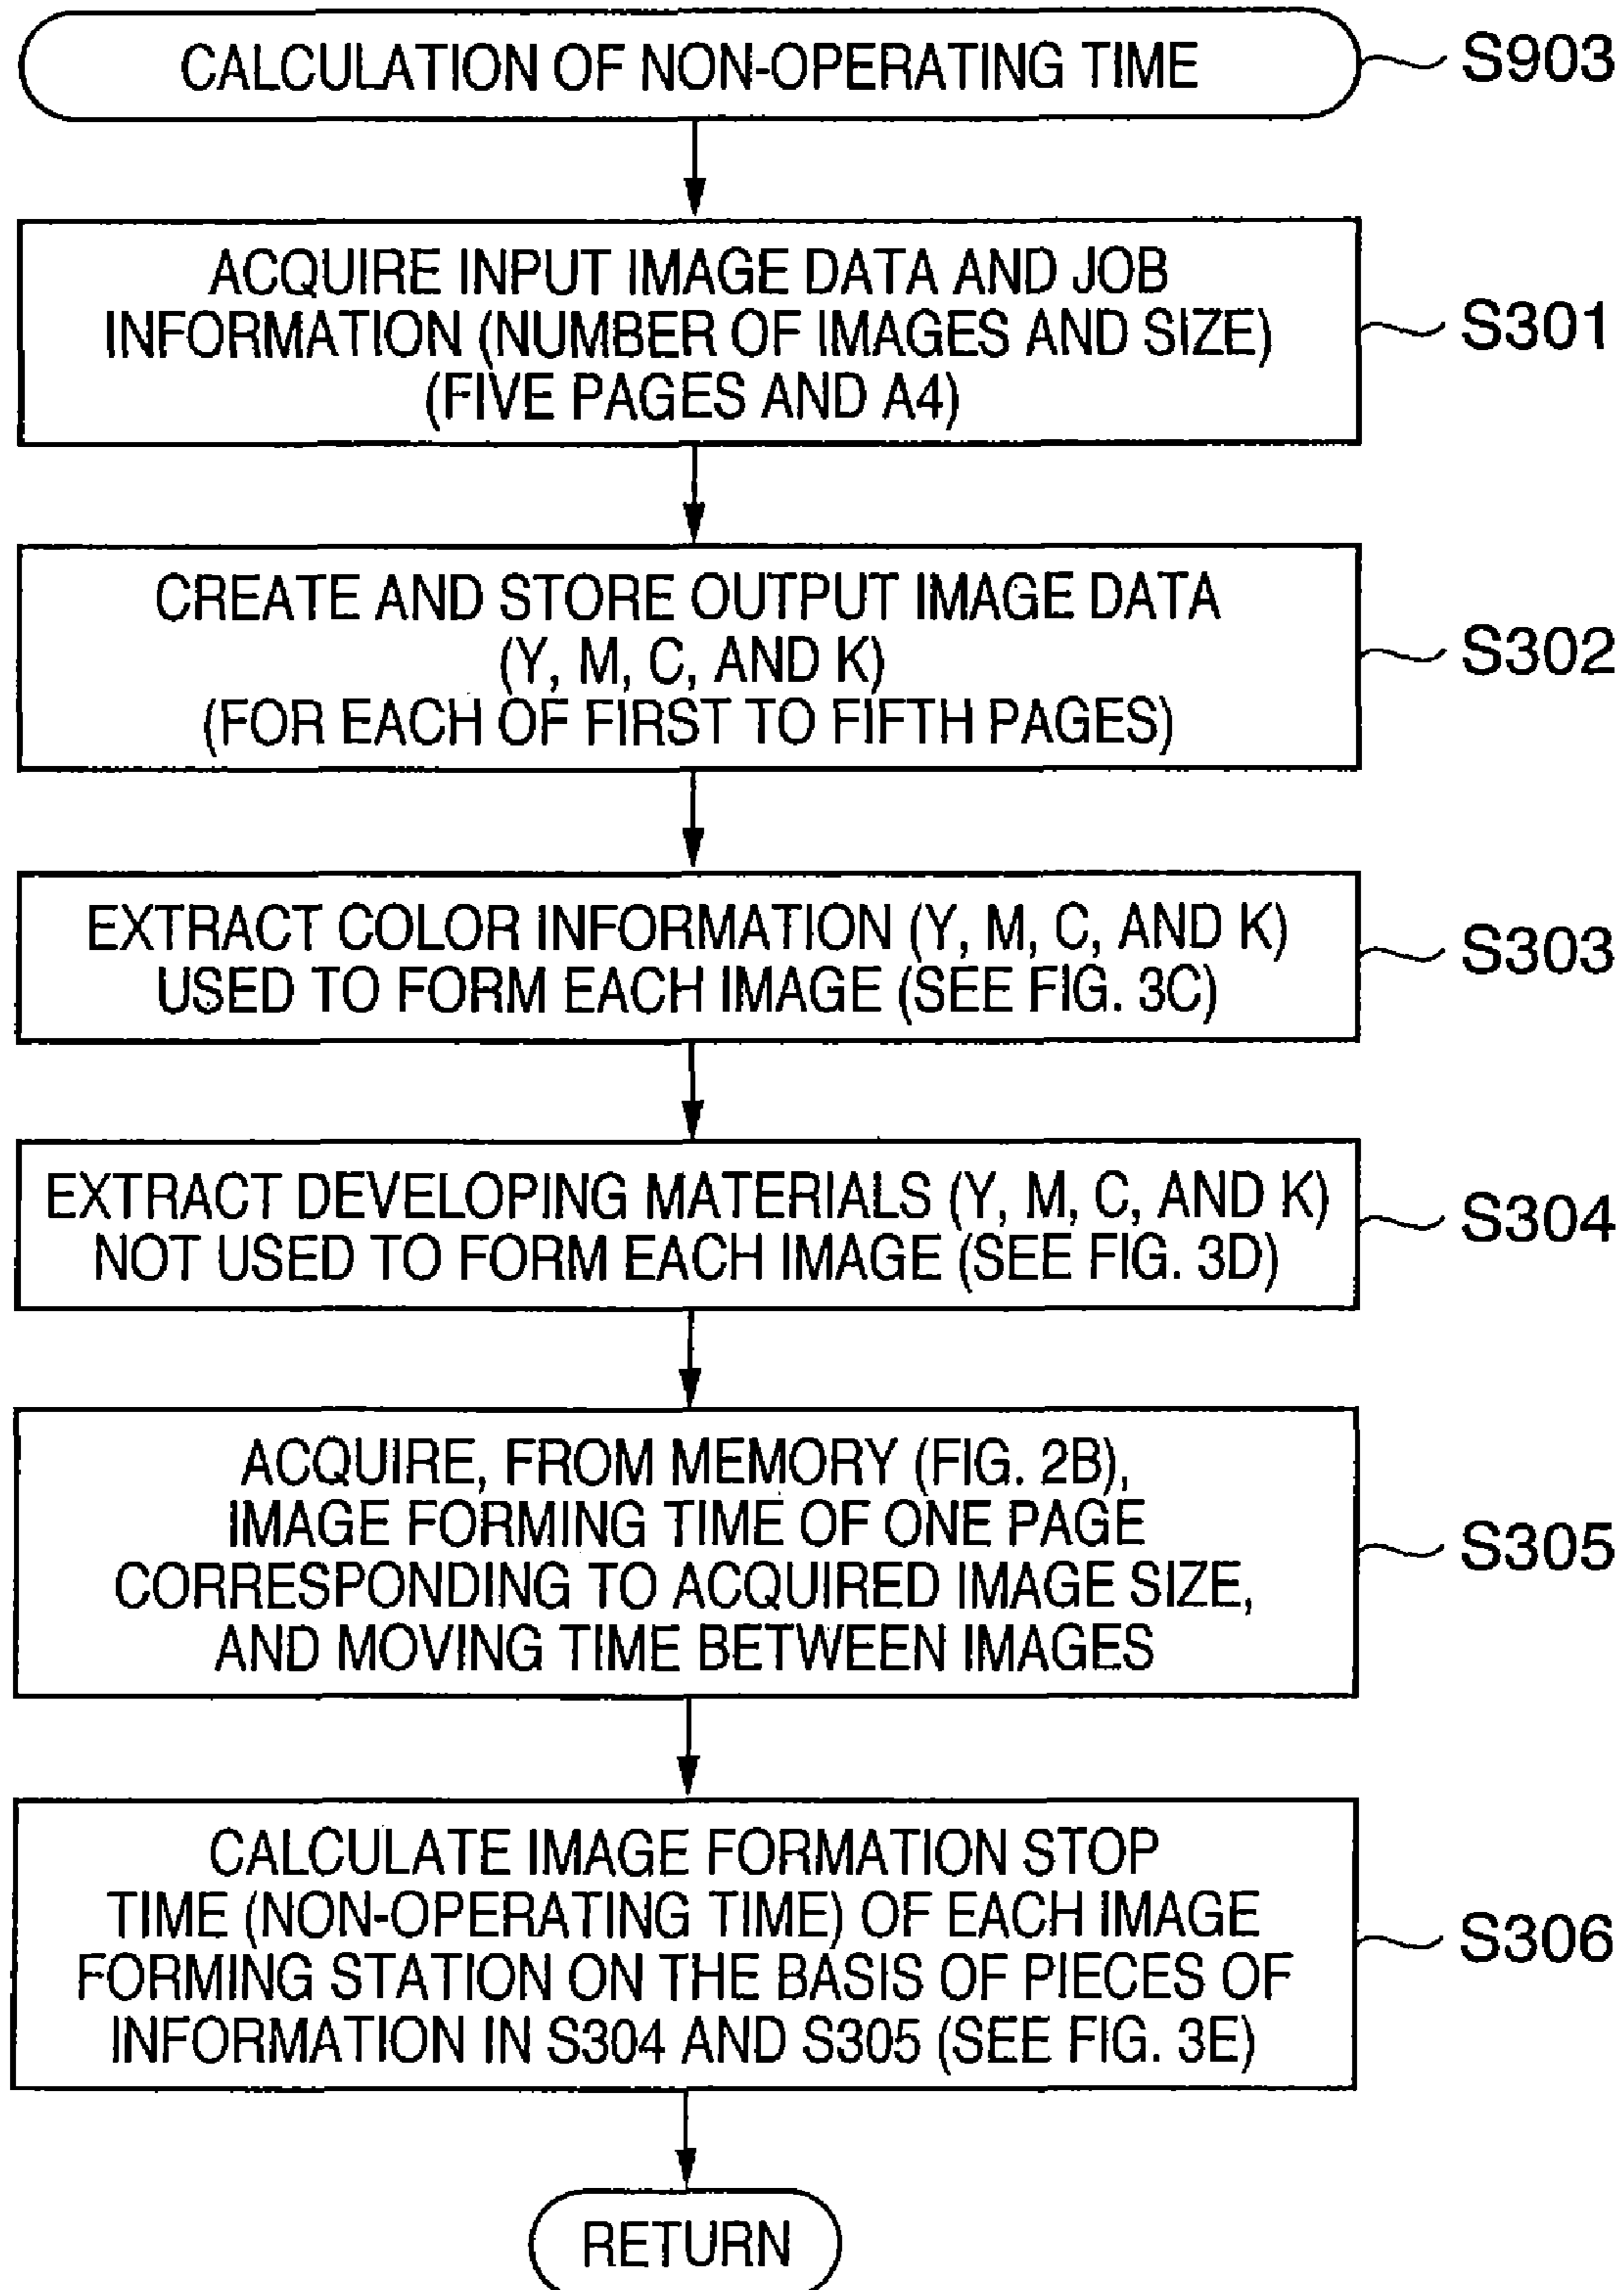 CALCULATION OF NON-OPERATING TIME
S903
ACQUIRE INPUT IMAGE DATA AND JOB
INFORMATION (NUMBER OF IMAGES AND SIZE)
(FIVE PAGES AND A4)
S301
CREATE AND STORE OUTPUT IMAGE DATA
(Y, M, C, AND K)
(FOR EACH OF FIRST TO FIFTH PAGES)
S302
EXTRACT COLOR INFORMATION (Y, M, C, AND K)
USED TO FORM EACH IMAGE (SEE FIG. 3C)
S303
EXTRACT DEVELOPING MATERIALS (Y, M, C, AND K)
NOT USED TO FORM EACH IMAGE (SEE FIG. 3D)
S304
ACQUIRE, FROM MEMORY (FIG. 2B),
IMAGE FORMING TIME OF ONE PAGE
CORRESPONDING TO ACQUIRED IMAGE SIZE,
AND MOVING TIME BETWEEN IMAGES
S305
CALCULATE IMAGE FORMATION STOP
TIME (NON-OPERATING TIME) OF EACH IMAGE
FORMING STATION ON THE BASIS OF PIECES OF
INFORMATION IN S304 AND S305 (SEE FIG. 3E)
S306
RETURN